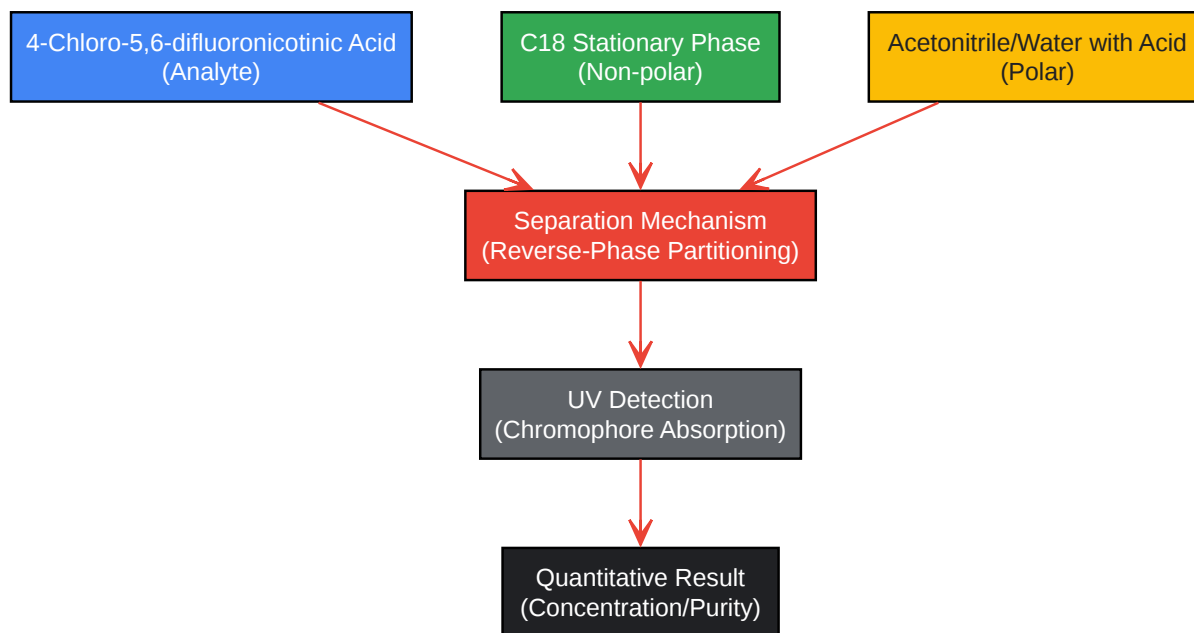 4-Chloro-5,6-difluoronicotinic Acid
(Analyte)
C18 Stationary Phase
(Non-polar)
Acetonitrile/Water with Acid
(Polar)
Separation Mechanism
(Reverse-Phase Partitioning)
UV Detection
(Chromophore Absorption)
Quantitative Result
(Concentration/Purity)